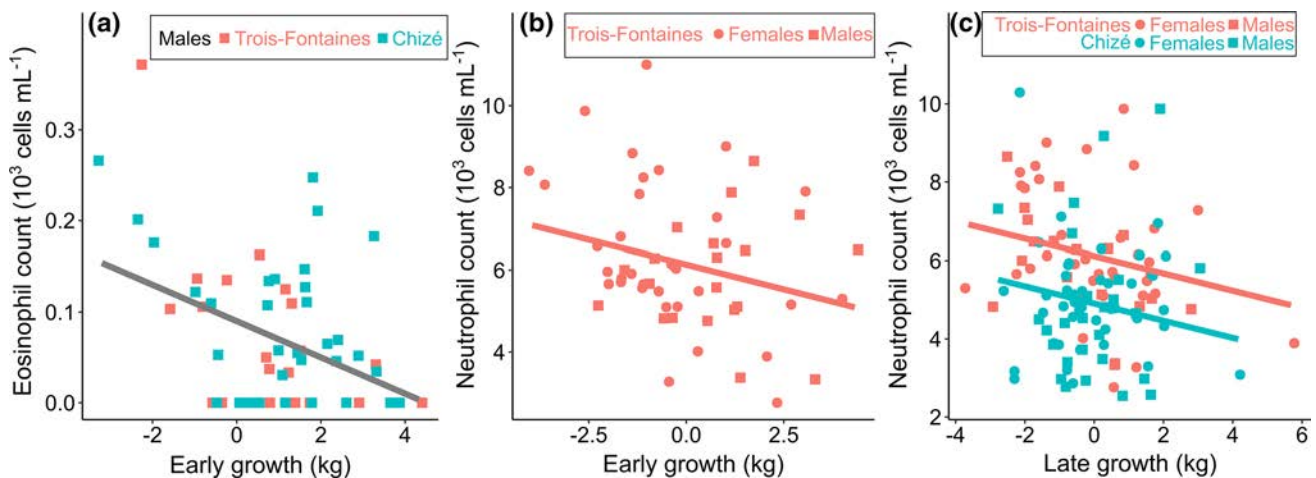 (a)
Males Trois-Fontaines Chizé
Eosinophil count (10³ cells mL⁻¹)
0.3
0.2
0.1
0.0
-2 0 2 4
Early growth (kg)
(b)
Trois-Fontaines Females Males
Neutrophil count (10³ cells mL⁻¹)
10
8
6
4
-2.5 0.0 2.5
Early growth (kg)
(c)
Trois-Fontaines Females Males
Chizé Females Males
Neutrophil count (10³ cells mL⁻¹)
10
8
6
4
2
-4 -2 0 2 4 6
Late growth (kg)